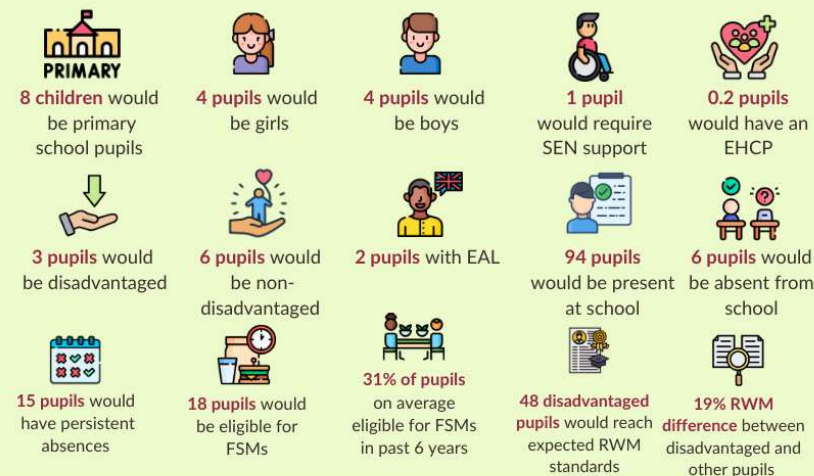 PRIMARY
8 children would
be primary
school pupils
4 pupils would
be girls
4 pupils would
be boys
1 pupil
would require
SEN support
0.2 pupils
would have an
EHCP
3 pupils would
be disadvantaged
6 pupils would
be non-
disadvantaged
2 pupils with EAL
94 pupils
would be present
at school
6 pupils would
be absent from
school
15 pupils would
have persistent
absences
18 pupils would
be eligible for
FSMs
31% of pupils
on average
eligible for FSMs
in past 6 years
48 disadvantaged
pupils would reach
expected RWM
standards
19% RWM
difference between
disadvantaged and
other pupils